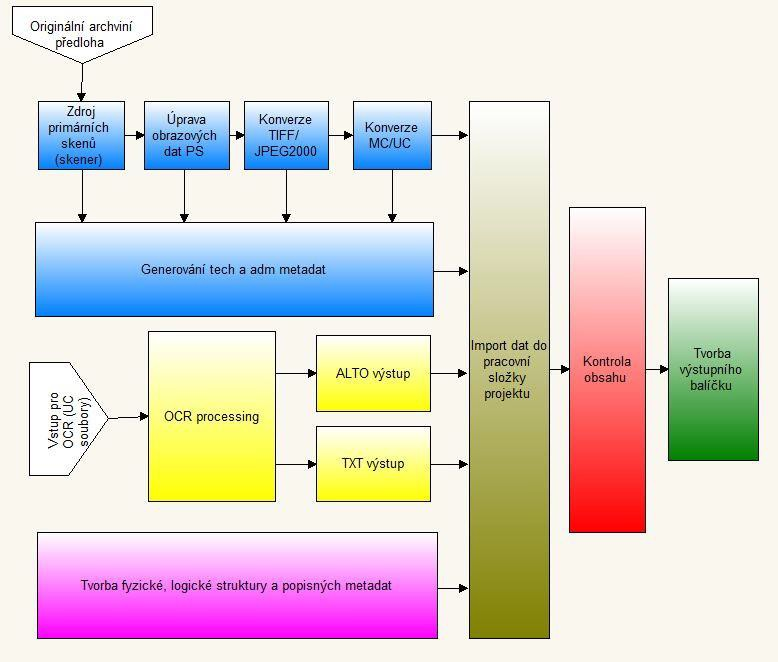 Originální archviní
předloha
Zdroj
primárních
skenů
(skener)
Úprava
obrazových
dat PS
Konverze
TIFF/
JPEG2000
Konverze
MC/UC
Generování tech a adm metadat
Vstup pro
OCR (UC
soubory)
OCR processing
ALTO výstup
TXT výstup
Tvorba fyzické, logické struktury a popisných metadat
Import dat do
pracovní
složky
projektu
Kontrola
obsahu
Tvorba
výstupního
balíčku